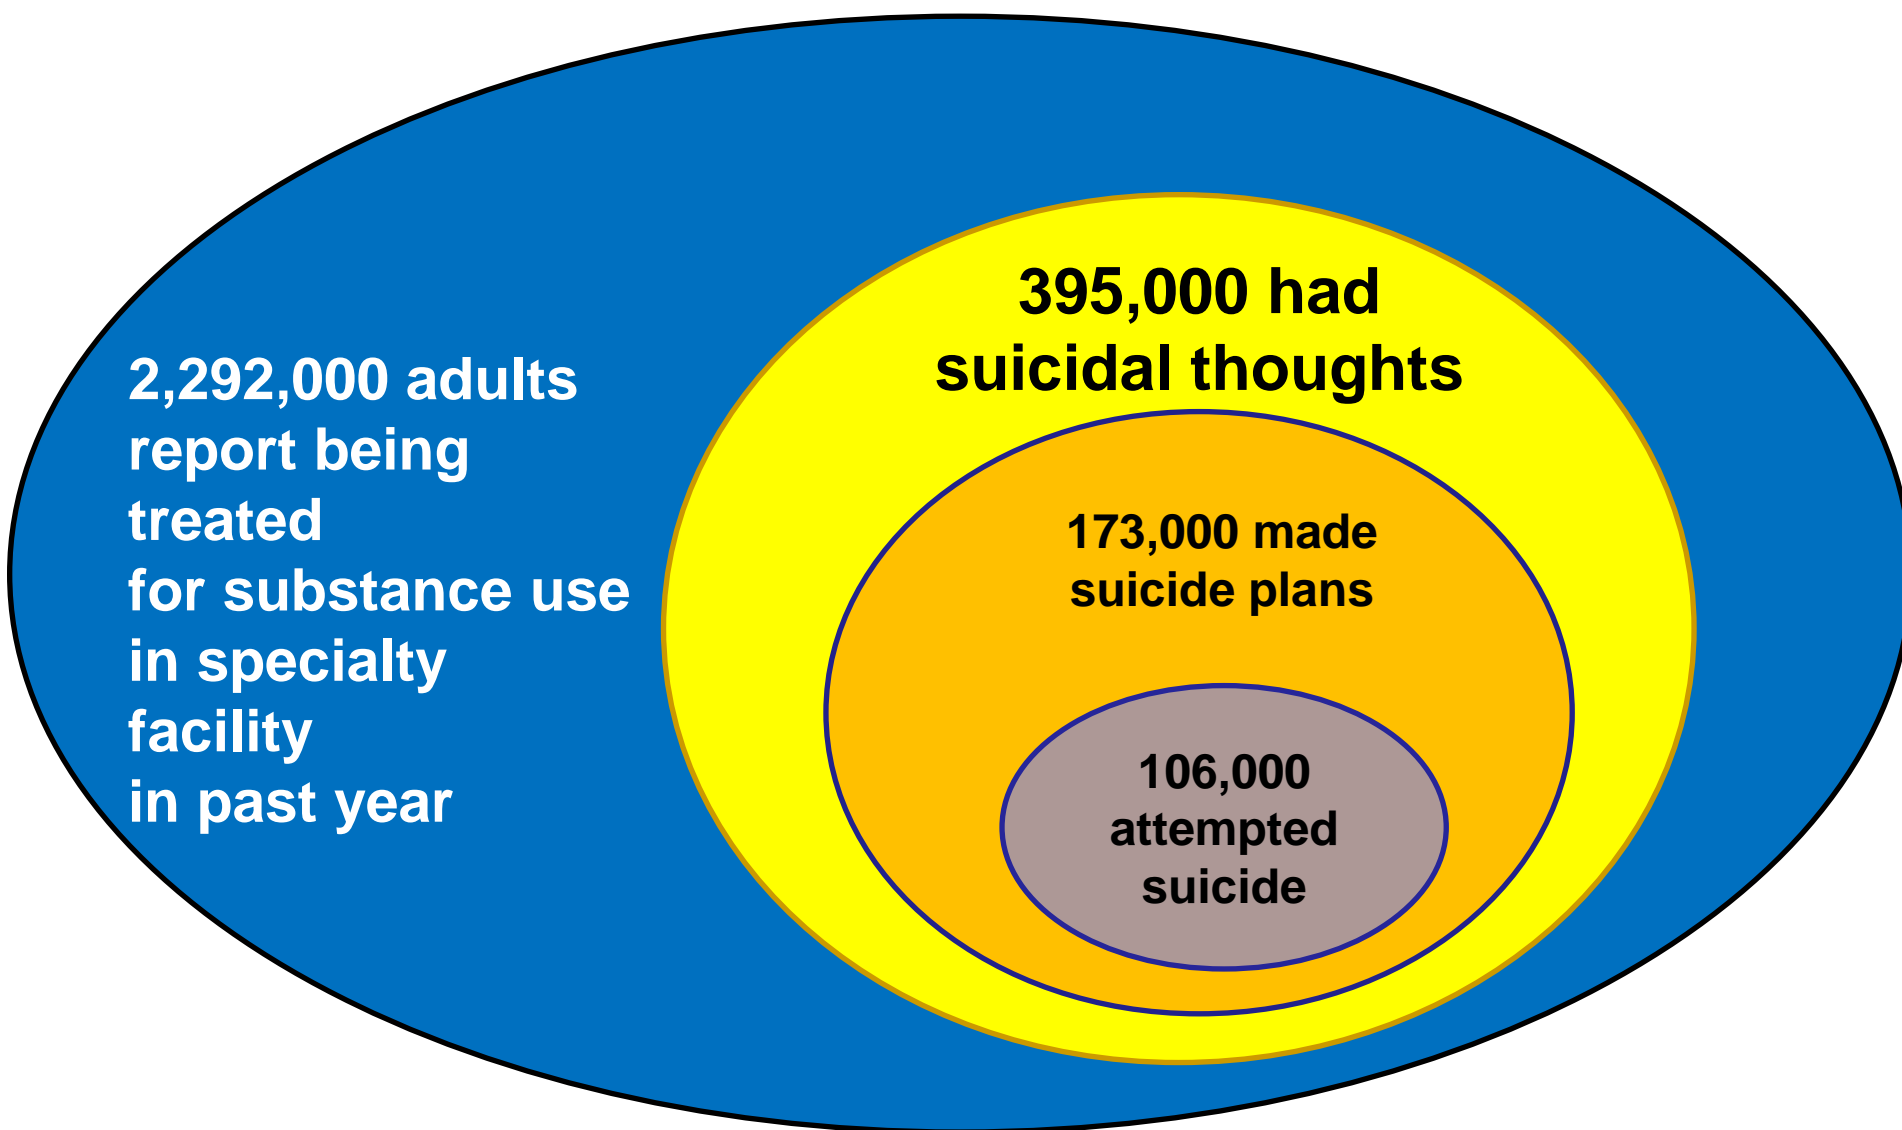 2,292,000 adults
report being
treated
for substance use
in specialty
facility
in past year
395,000 had
suicidal thoughts
173,000 made
suicide plans
106,000
attempted
suicide